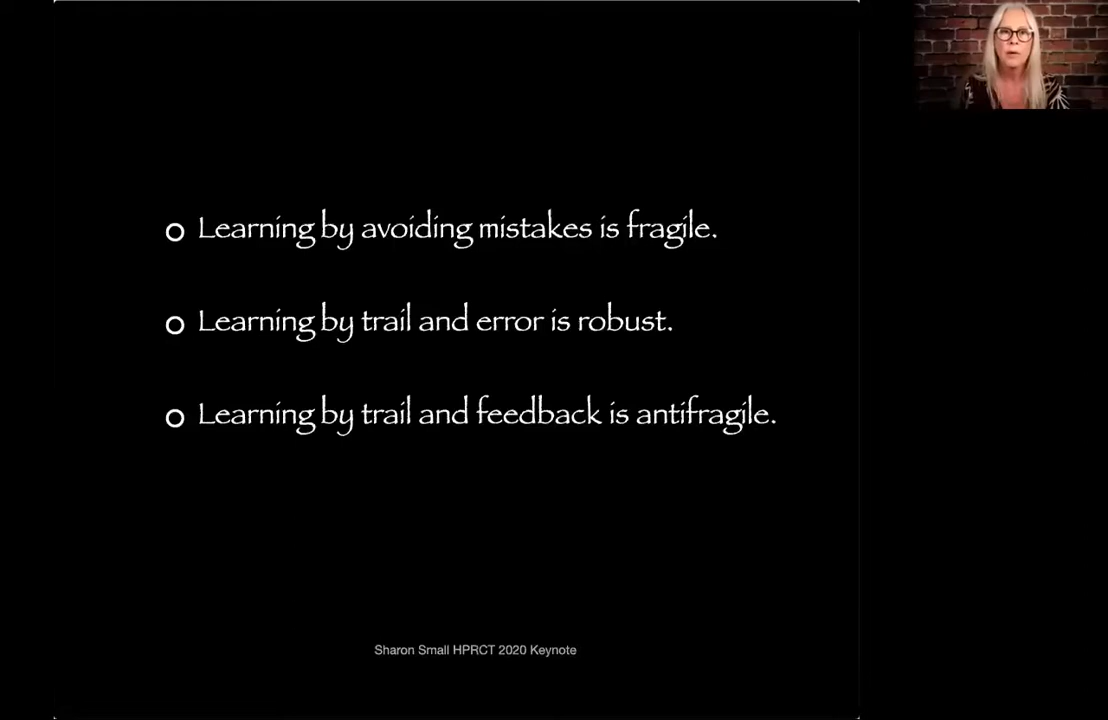 Learning by avoiding mistakes is fragile.
Learning by trail and error is robust.
Learning by trail and feedback is antifragile.
Sharon Small HPRCT 2020 Keynote